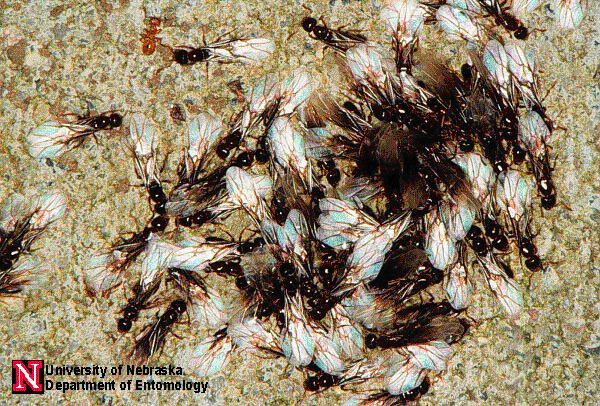 N
University of Nebraska
Department of Entomology